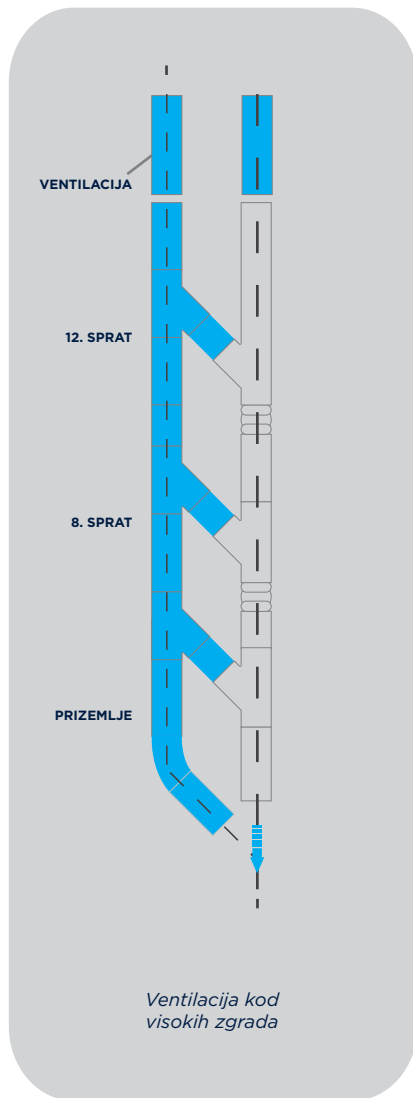 VENTILACIJA
12. SPRAT
8. SPRAT
PRIZEMLJE
Ventilacija kod
visokih zgrada